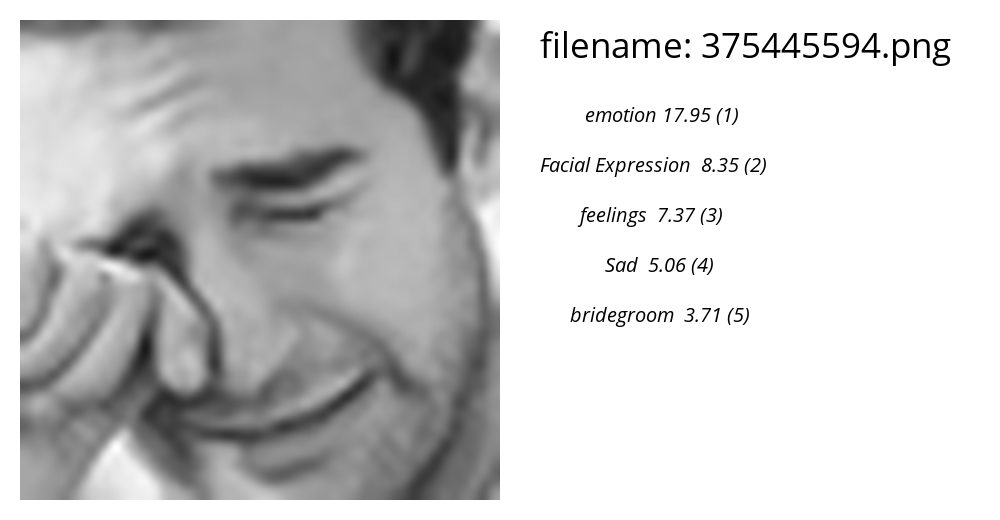 filename: 375445594.png
emotion 17.95 (1)
Facial Expression 8.35 (2)
feelings 7.37 (3)
Sad 5.06 (4)
bridegroom 3.71 (5)